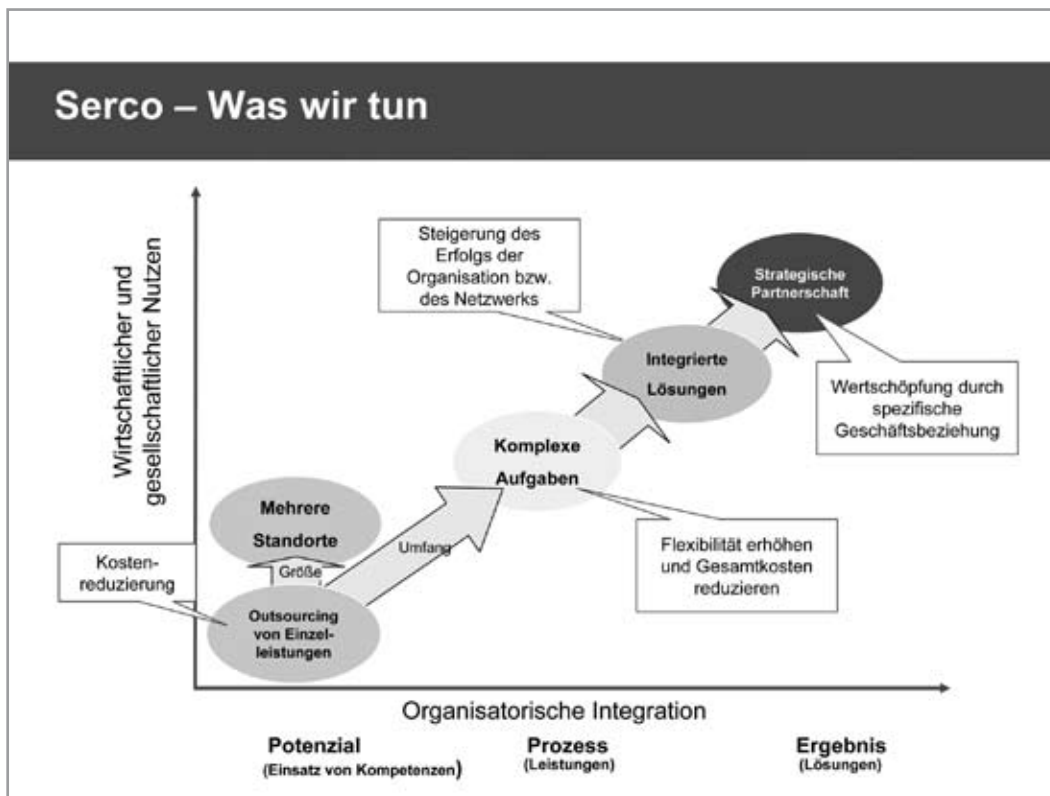 Serco – Was wir tun
Wirtschaftlicher und
gesellschaftlicher Nutzen
Steigerung des
Erfolgs der
Organisation bzw.
des Netzwerks
Strategische
Partnerschaft
Integrierte
Lösungen
Wertschöpfung durch
spezifische
Geschäftsbeziehung
Komplexe
Aufgaben
Mehrere
Standorte
Umfang
Flexibilität erhöhen
und Gesamtkosten
reduzieren
Kosten-
reduzierung
Größe
Outsourcing
von Einzel-
leistungen
Organisatorische Integration
Potenzial
(Einsatz von Kompetenzen)
Prozess
(Leistungen)
Ergebnis
(Lösungen)